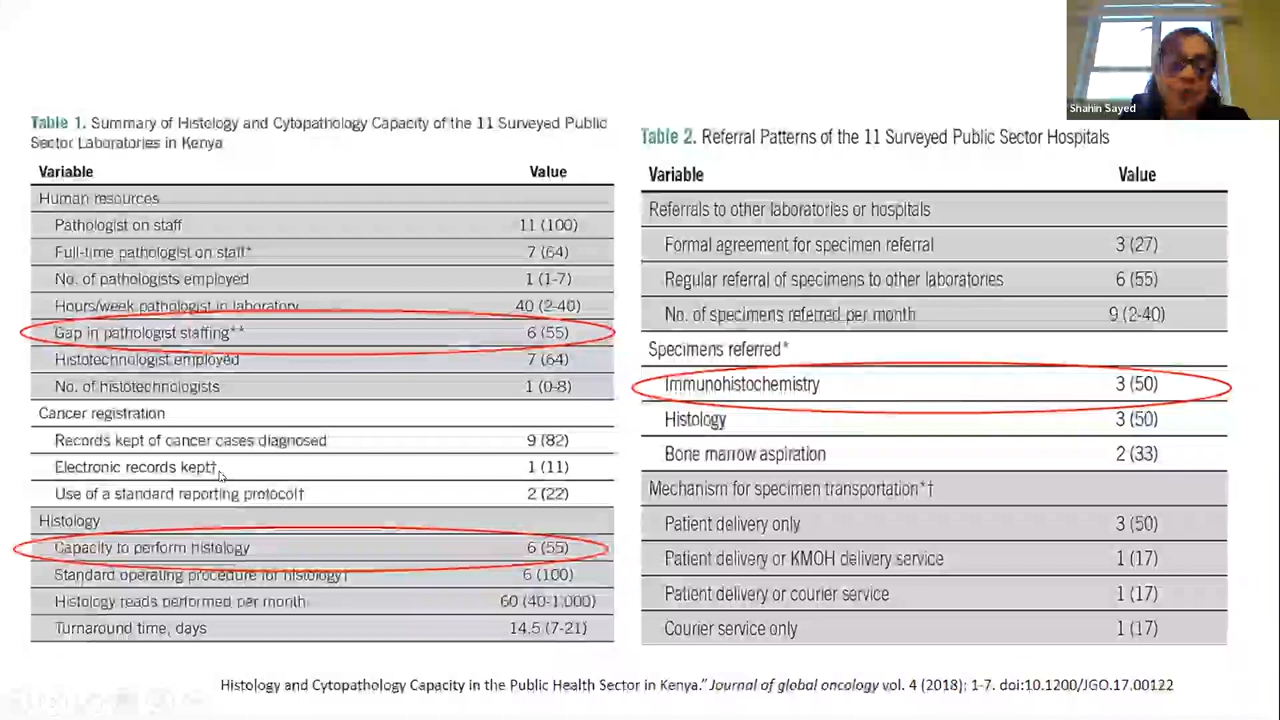 Shahin Sayed
Table 1. Summary of Histology and Cytopathology Capacity of the 11 Surveyed Public
Sector Laboratories in Kenya
Variable Value
Human resources
Pathologist on staff 11 (100)
Full-time pathologist on staff* 7 (64)
No. of pathologists employed 1 (1-7)
Hours/week pathologist in laboratory 40 (2-40)
Gap in pathologist staffing** 6 (55)
Histotechnologist employed 7 (64)
No. of histotechnologists 1 (0-8)
Cancer registration
Records kept of cancer cases diagnosed 9 (82)
Electronic records kept† 1 (11)
Use of a standard reporting protocol† 2 (22)
Histology
Capacity to perform histology 6 (55)
Standard operating procedure for histology† 6 (100)
Histology reads performed per month 60 (40-1,000)
Turnaround time, days 14.5 (7-21)
Table 2. Referral Patterns of the 11 Surveyed Public Sector Hospitals
Variable Value
Referrals to other laboratories or hospitals
Formal agreement for specimen referral 3 (27)
Regular referral of specimens to other laboratories 6 (55)
No. of specimens referred per month 9 (2-40)
Specimens referred*
Immunohistochemistry 3 (50)
Histology 3 (50)
Bone marrow aspiration 2 (33)
Mechanism for specimen transportation*†
Patient delivery only 3 (50)
Patient delivery or KMOH delivery service 1 (17)
Patient delivery or courier service 1 (17)
Courier service only 1 (17)
Histology and Cytopathology Capacity in the Public Health Sector in Kenya.” Journal of global oncology vol. 4 (2018): 1-7. doi:10.1200/JGO.17.00122